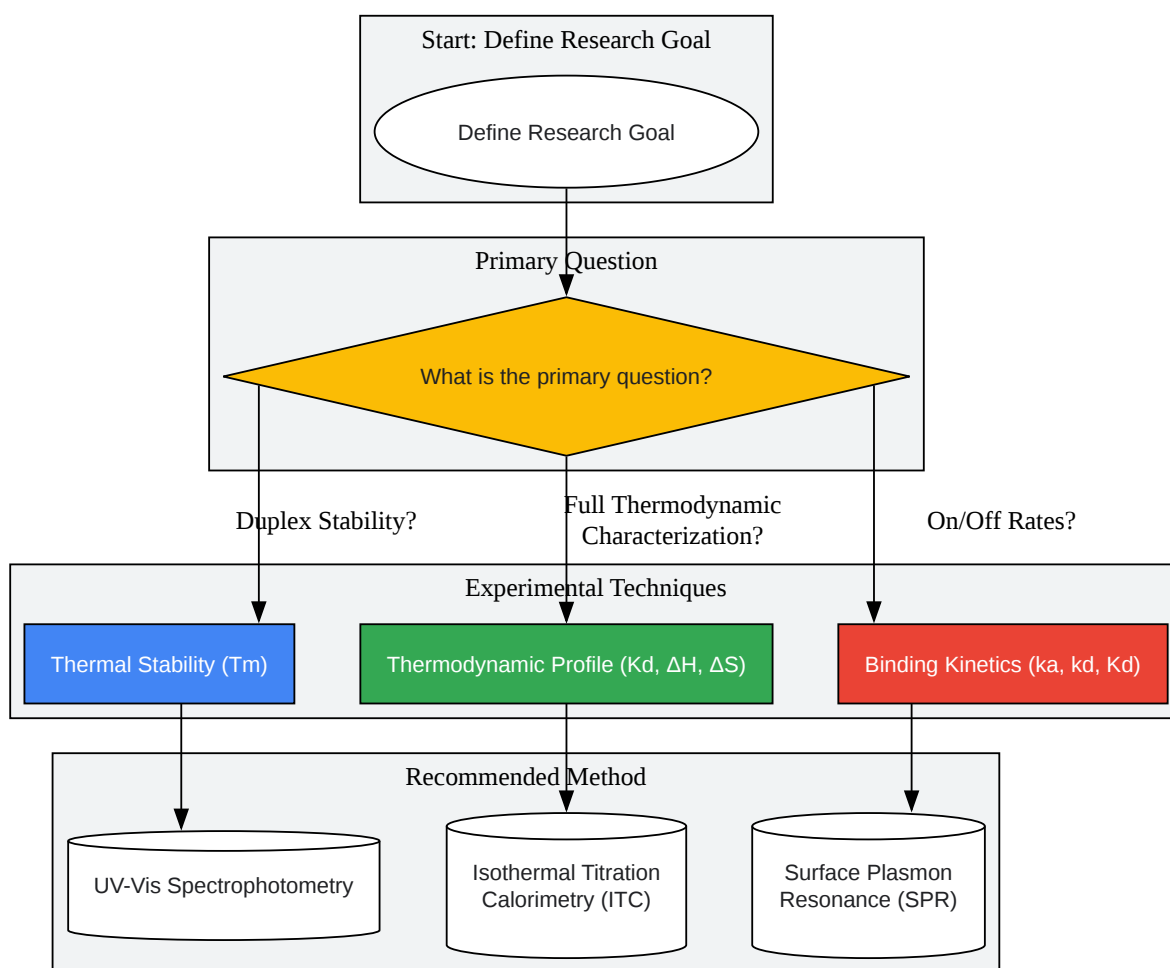 Start: Define Research Goal
Define Research Goal
Primary Question
What is the primary question?
Duplex Stability?
Full Thermodynamic
Characterization?
On/Off Rates?
Experimental Techniques
Thermal Stability (Tm)
Thermodynamic Profile (Kd, ΔH, ΔS)
Binding Kinetics (ka, kd, Kd)
Recommended Method
UV-Vis Spectrophotometry
Isothermal Titration
Calorimetry (ITC)
Surface Plasmon
Resonance (SPR)